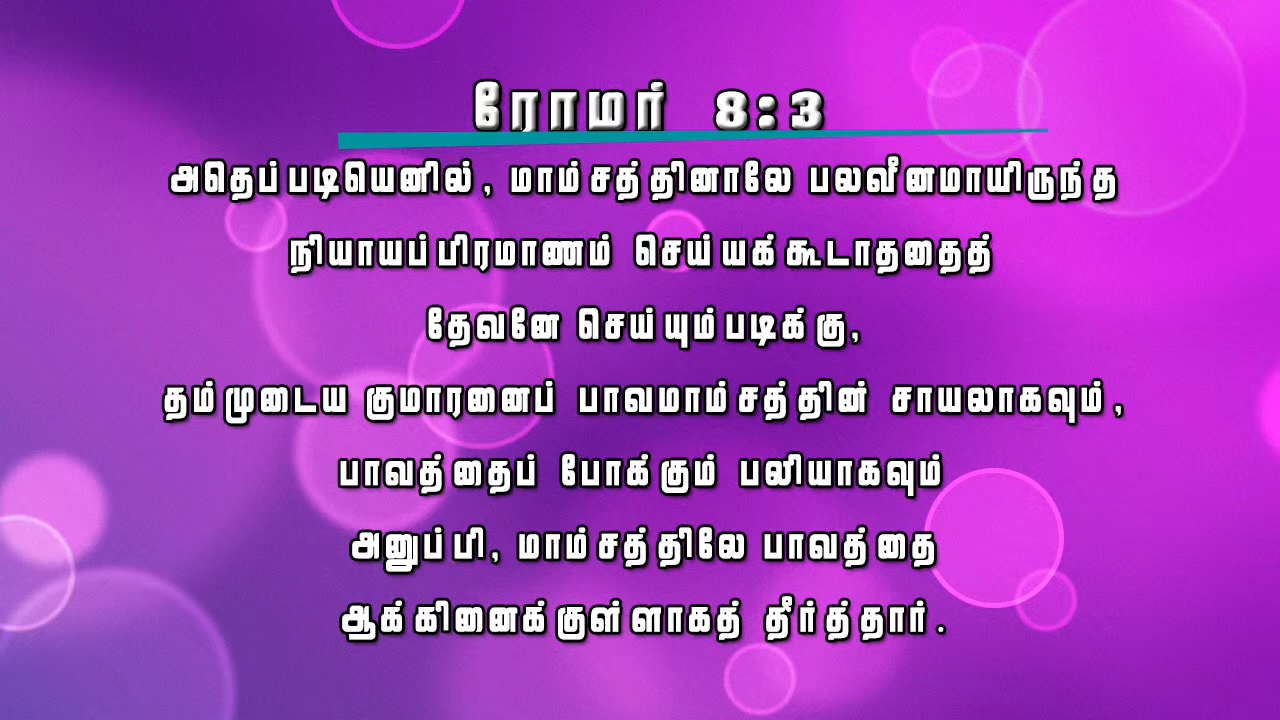 ரோமர் 8:3
அதெப்படியெனில், மாம்சத்தினாலே பலவீனமாயிருந்த
நியாயப்பிரமாணம் செய்யக்கூடாததைத்
தேவனே செய்யும்படிக்கு,
தம்முடைய குமாரனைப் பாவமாம்சத்தின் சாயலாகவும்,
பாவத்தைப் போக்கும் பலியாகவும்
அனுப்பி, மாம்சத்திலே பாவத்தை
ஆக்கினைக்குள்ளாகத் தீர்த்தார்.